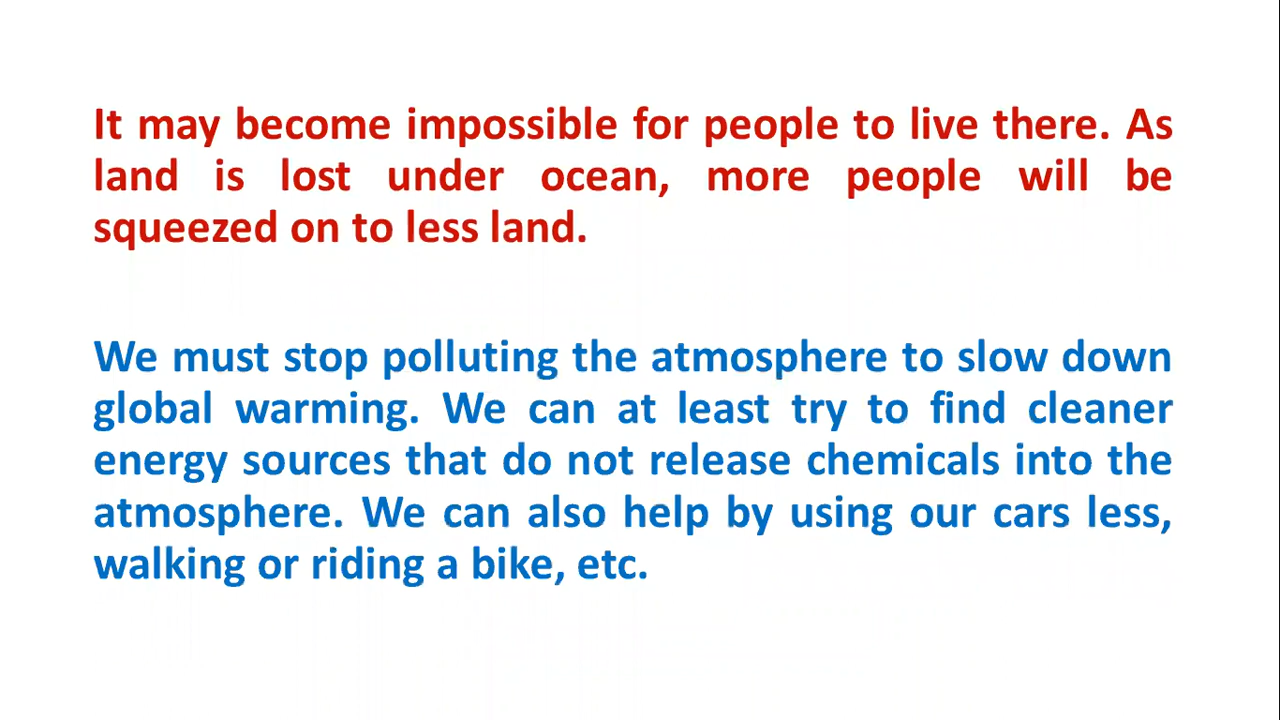 It may become impossible for people to live there. As
land is lost under ocean, more people will be
squeezed on to less land.
We must stop polluting the atmosphere to slow down
global warming. We can at least try to find cleaner
energy sources that do not release chemicals into the
atmosphere. We can also help by using our cars less,
walking or riding a bike, etc.